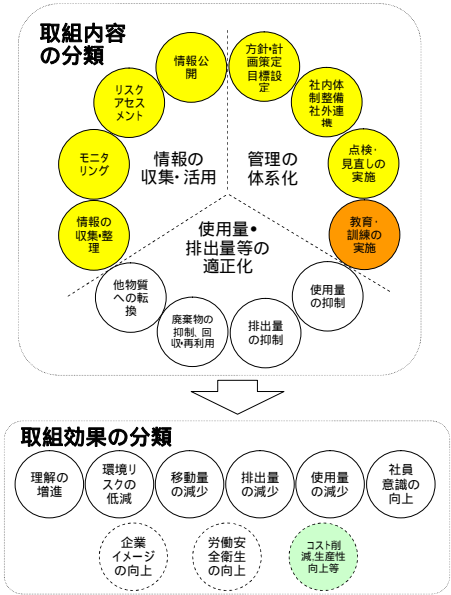 取組内容
の分類
情報公
開
方針・計
画策定
目標設
定
リスク
アセス
メント
社内体
制整備
社外連
携
モニタ
リング
点検・
見直しの
実施
情報の
収集・活用
管理の
体系化
情報の
収集・整
理
教育・
訓練の
実施
使用量・
排出量等の
適正化
他物質
への転
換
使用量
の抑制
廃棄物の
抑制、回
収・再利用
排出量
の抑制
取組効果の分類
理解の
増進
環境リ
スクの
低減
移動量
の減少
排出量
の減少
使用量
の減少
社員
意識の
向上
企業
イメージ
の向上
労働安
全衛生
の向上
コスト削
減、生産性
向上等